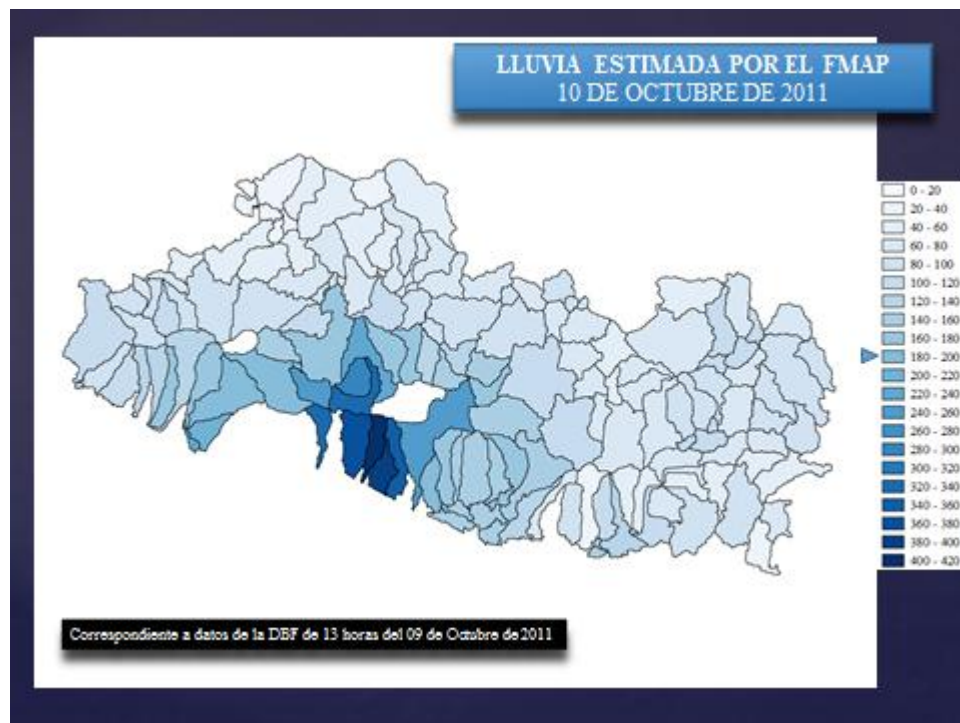 LLUVIA ESTIMADA POR EL FMAP
10 DE OCTUBRE DE 2011
0 - 20
20 - 40
40 - 60
60 - 80
80 - 100
100 - 120
120 - 140
140 - 160
160 - 180
180 - 200
200 - 220
220 - 240
240 - 260
260 - 280
280 - 300
300 - 320
320 - 340
340 - 360
360 - 380
380 - 400
400 - 420
Correspondiente a datos de la DBF de 13 horas del 09 de Octubre de 2011